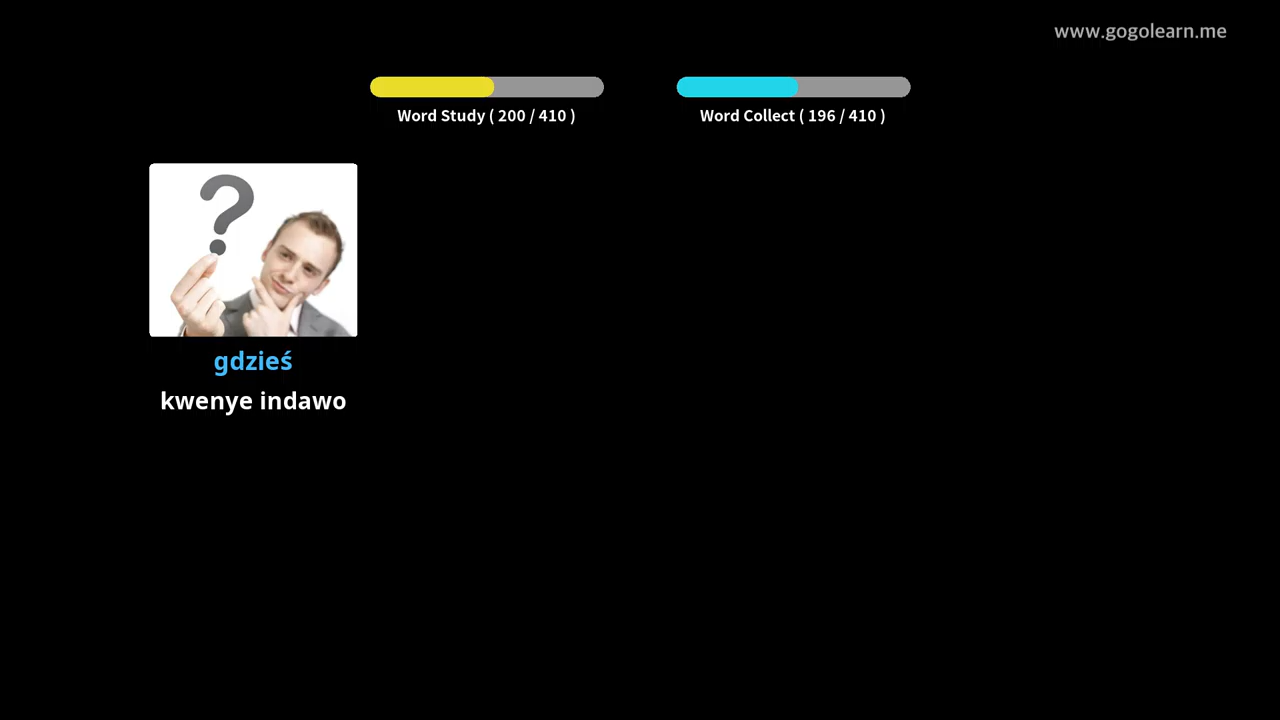 www.gogolearn.me
Word Study ( 200 / 410 )
Word Collect ( 196 / 410 )
?
gdzieś
kwenye indawo